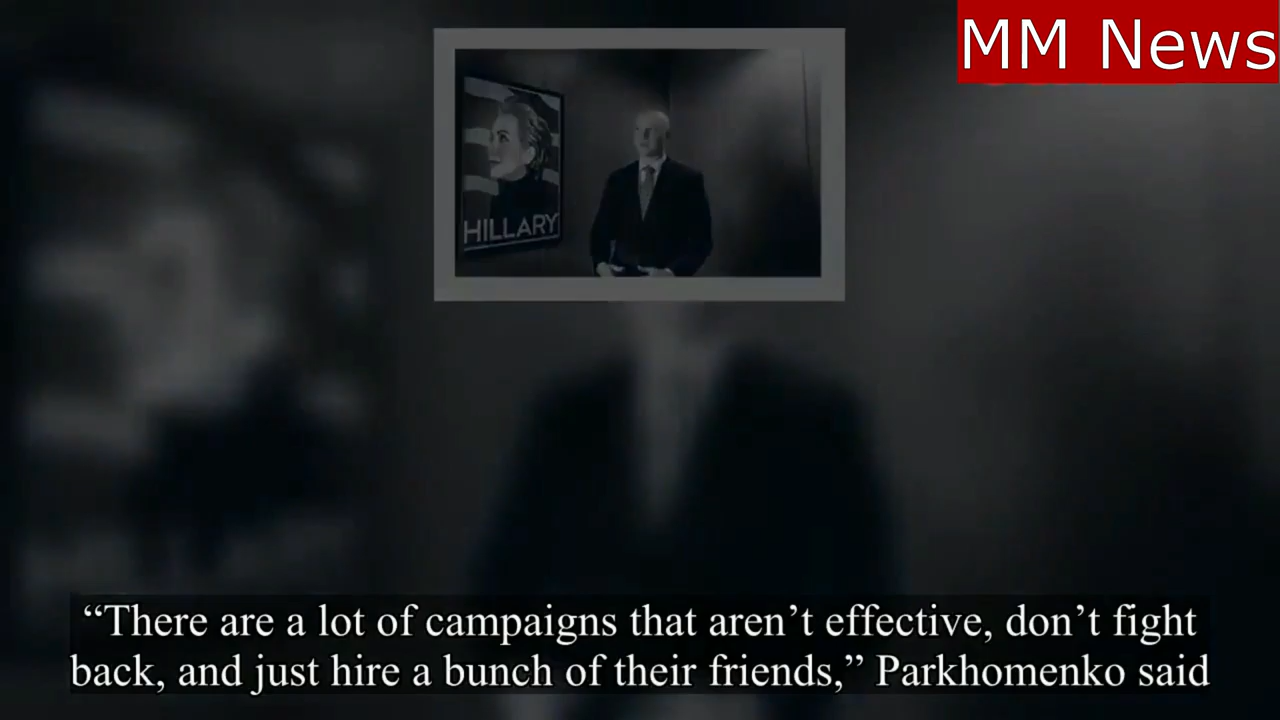 MM News
HILLARY
“There are a lot of campaigns that aren’t effective, don’t fight
back, and just hire a bunch of their friends,” Parkhomenko said